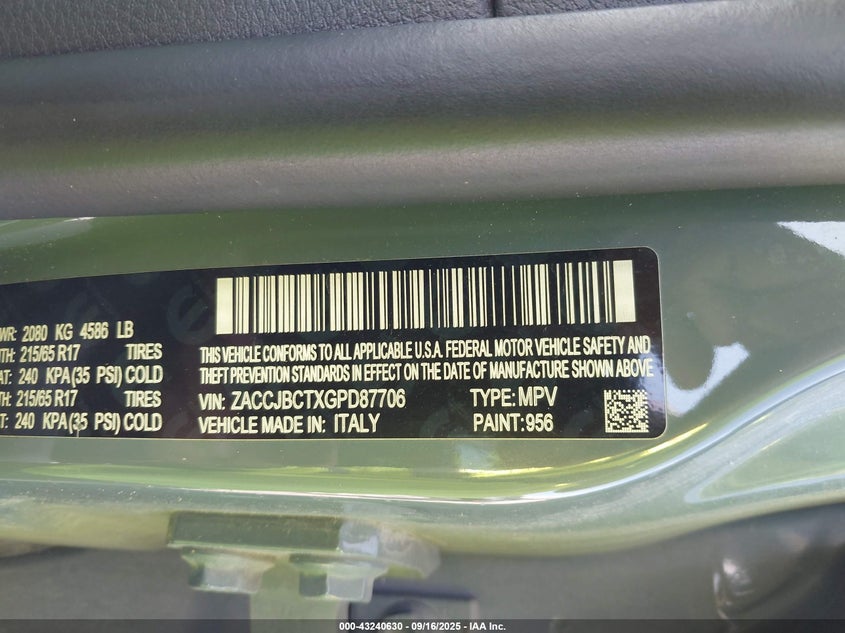 WR: 2080 KG 4586 LB
TH: 215/65 R17 TIRES
AT: 240 KPA(35 PSI) COLD
TH: 215/65 R17 TIRES
AT: 240 KPA(35 PSI) COLD
THIS VEHICLE CONFORMS TO ALL APPLICABLE U.S.A. FEDERAL MOTOR VEHICLE SAFETY AND
THEFT PREVENTION STANDARDS IN EFFECT ON THE DATE OF MANUFACTURE SHOWN ABOVE
VIN: ZACCJBCTXGPD87706 TYPE: MPV
VEHICLE MADE IN: ITALY PAINT: 956
000-43240630 - 09/16/2025 - IAA Inc.